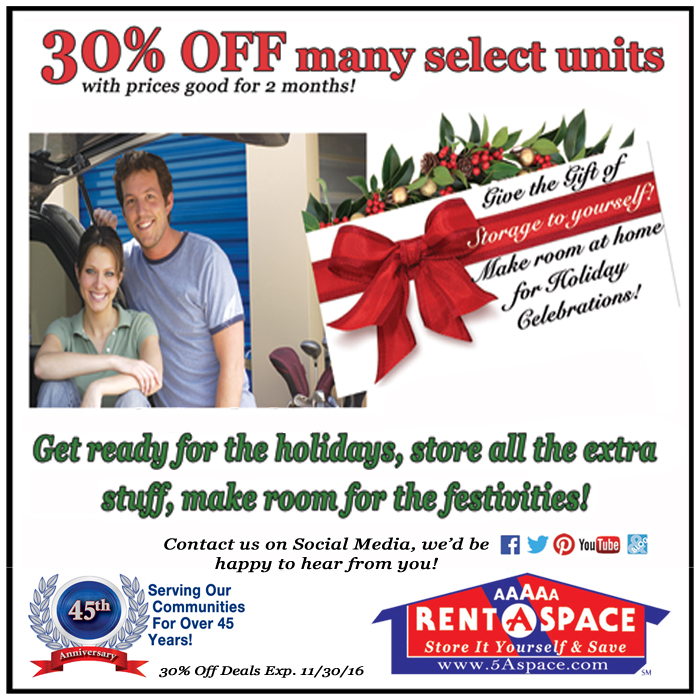 30% OFF many select units
with prices good for 2 months!
Give the Gift of
Storage to yourself!
Make room at home
for Holiday
Celebrations!
Get ready for the holidays, store all the extra
stuff, make room for the festivities!
Contact us on Social Media, we'd be
happy to hear from you!
f You Tube
45th
Anniversary
Serving Our
Communities
For Over 45
Years!
30% Off Deals Exp. 11/30/16
AAAAAA
RENT A SPACE
Store It Yourself & Save
www.5Aspace.com
SM